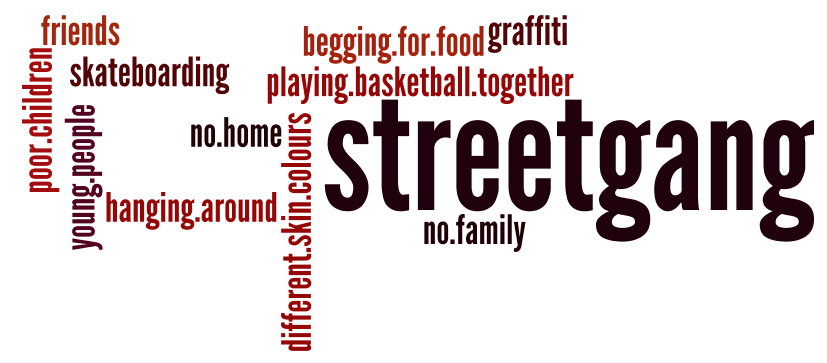 friends
graffiti
begging.for.food
skateboarding
playing.basketball.together
poor.children
young.people
no.home
streetgang
hanging.around
different.skin.colours
no.family